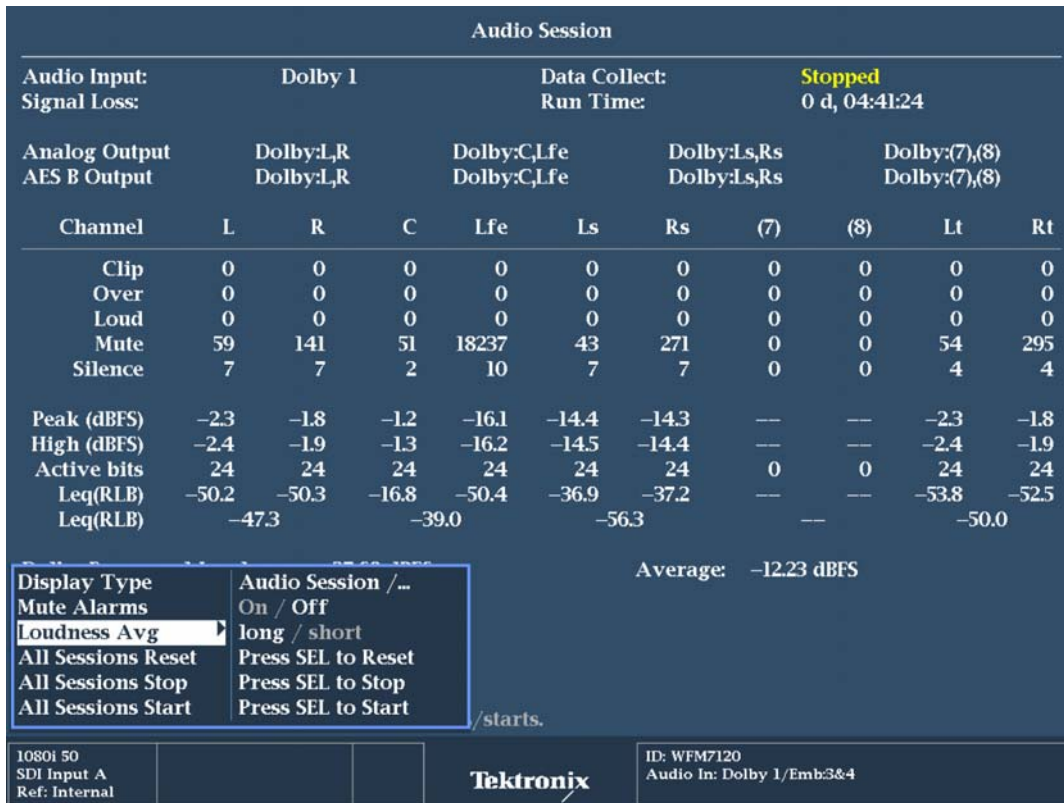 Audio Session
Audio Input: Dolby 1 Data Collect: Stopped
Signal Loss: Run Time: 0 d, 04:41:24
Analog Output Dolby:L,R Dolby:C,Lfe Dolby:Ls,Rs Dolby:(7),(8)
AES B Output Dolby:L,R Dolby:C,Lfe Dolby:Ls,Rs Dolby:(7),(8)
Channel L R C Lfe Ls Rs (7) (8) Lt Rt
Clip 0 0 0 0 0 0 0 0 0 0
Over 0 0 0 0 0 0 0 0 0 0
Loud 0 0 0 0 0 0 0 0 0 0
Mute 59 141 51 18237 43 271 0 0 54 295
Silence 7 7 2 10 7 7 0 0 4 4
Peak (dBFS) −2.3 −1.8 −1.2 −16.1 −14.4 −14.3 −− −− −2.3 −1.8
High (dBFS) −2.4 −1.9 −1.3 −16.2 −14.5 −14.4 −− −− −2.4 −1.9
Active bits 24 24 24 24 24 24 0 0 24 24
Leq(RLB) −50.2 −50.3 −16.8 −50.4 −36.9 −37.2 −− −− −53.8 −52.5
Leq(RLB) −47.3 −39.0 −56.3 −− −50.0
Average: −12.23 dBFS
Display Type Audio Session /...
Mute Alarms On / Off
Loudness Avg long / short
All Sessions Reset Press SEL to Reset
All Sessions Stop Press SEL to Stop
All Sessions Start Press SEL to Start
/starts.
1080i 50
SDI Input A
Ref: Internal
Tektronix
ID: WFM7120
Audio In: Dolby 1/Emb:3&4